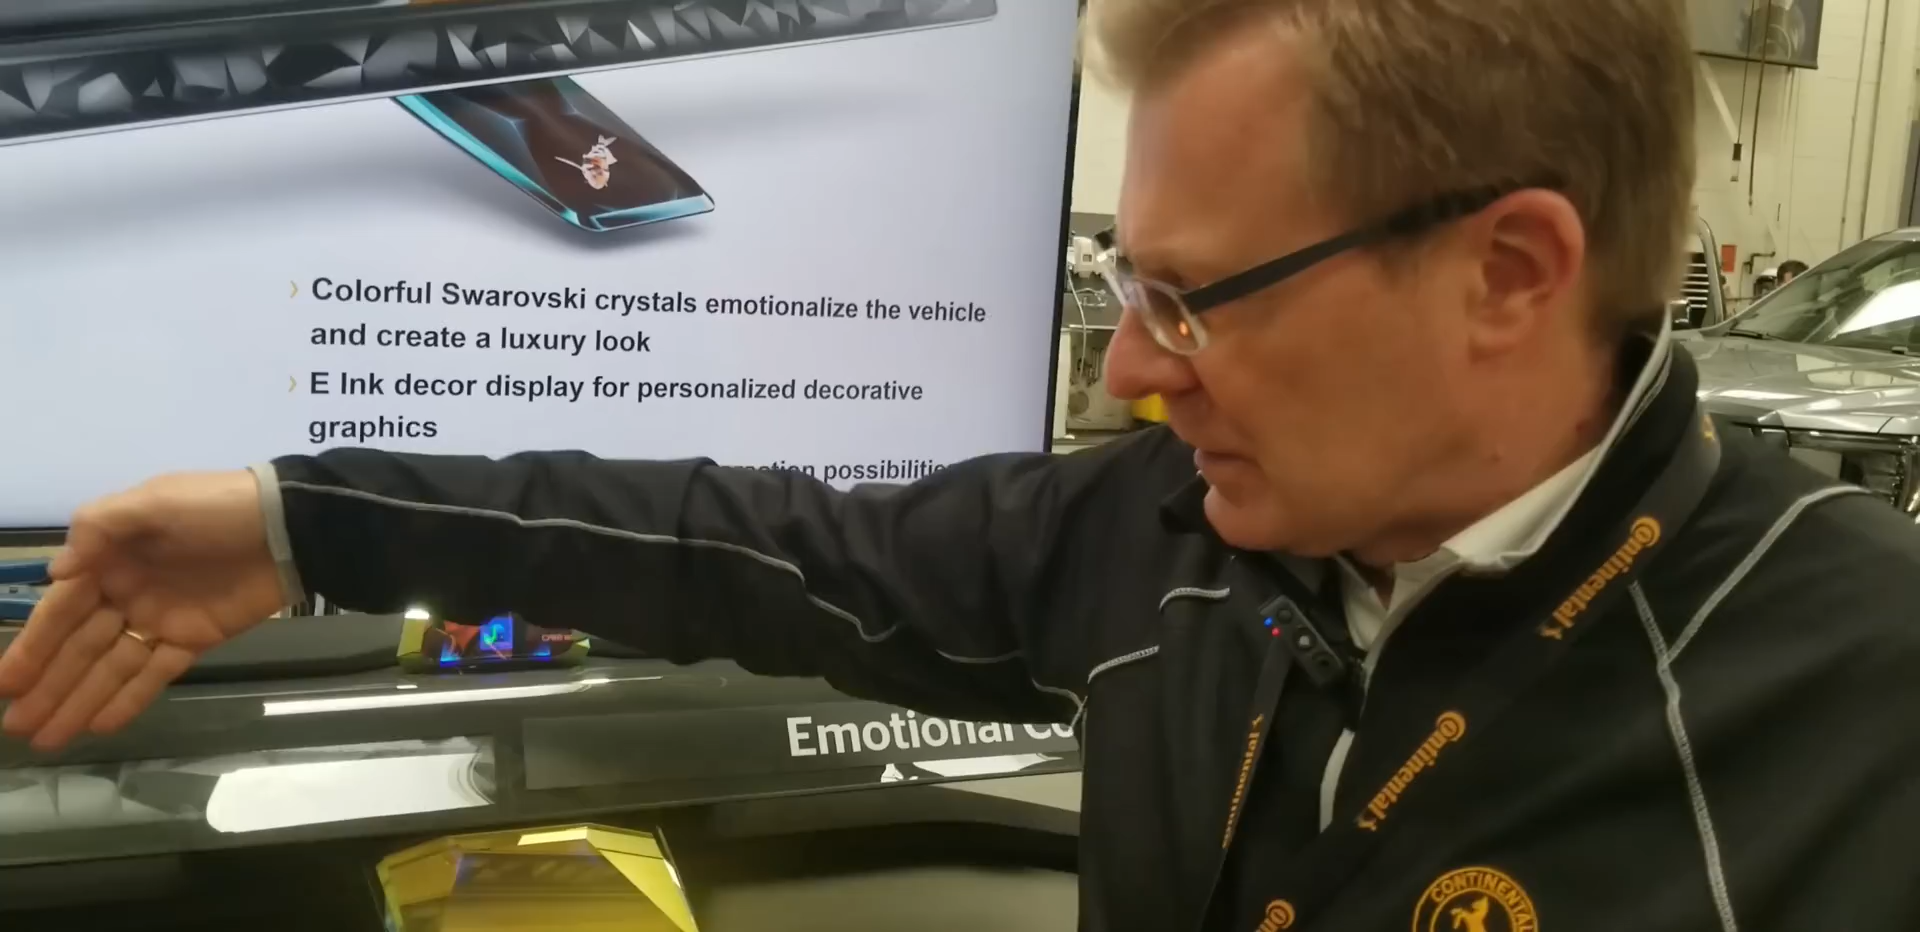 Colorful Swarovski crystals emotionalize the vehicle
and create a luxury look
E Ink decor display for personalized decorative
graphics
possibilities
Emotional
Continental
Continental
CONTINENTAL